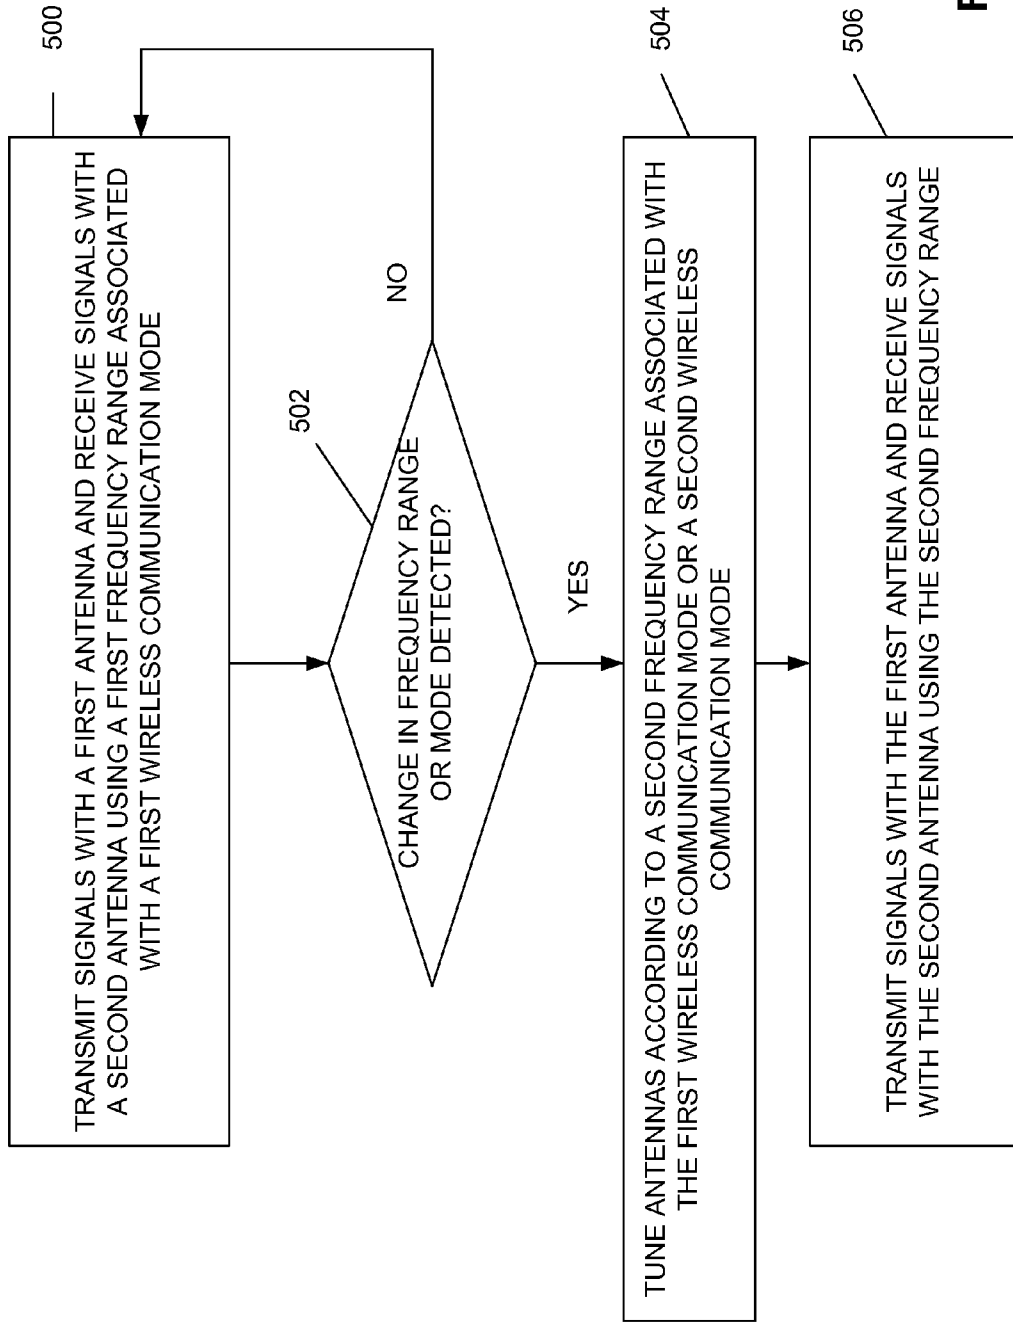 500
TRANSMIT SIGNALS WITH A FIRST ANTENNA AND RECEIVE SIGNALS WITH
A SECOND ANTENNA USING A FIRST FREQUENCY RANGE ASSOCIATED
WITH A FIRST WIRELESS COMMUNICATION MODE
502
NO
CHANGE IN FREQUENCY RANGE
OR MODE DETECTED?
YES
504
TUNE ANTENNAS ACCORDING TO A SECOND FREQUENCY RANGE ASSOCIATED WITH
THE FIRST WIRELESS COMMUNICATION MODE OR A SECOND WIRELESS
COMMUNICATION MODE
506
TRANSMIT SIGNALS WITH THE FIRST ANTENNA AND RECEIVE SIGNALS
WITH THE SECOND ANTENNA USING THE SECOND FREQUENCY RANGE